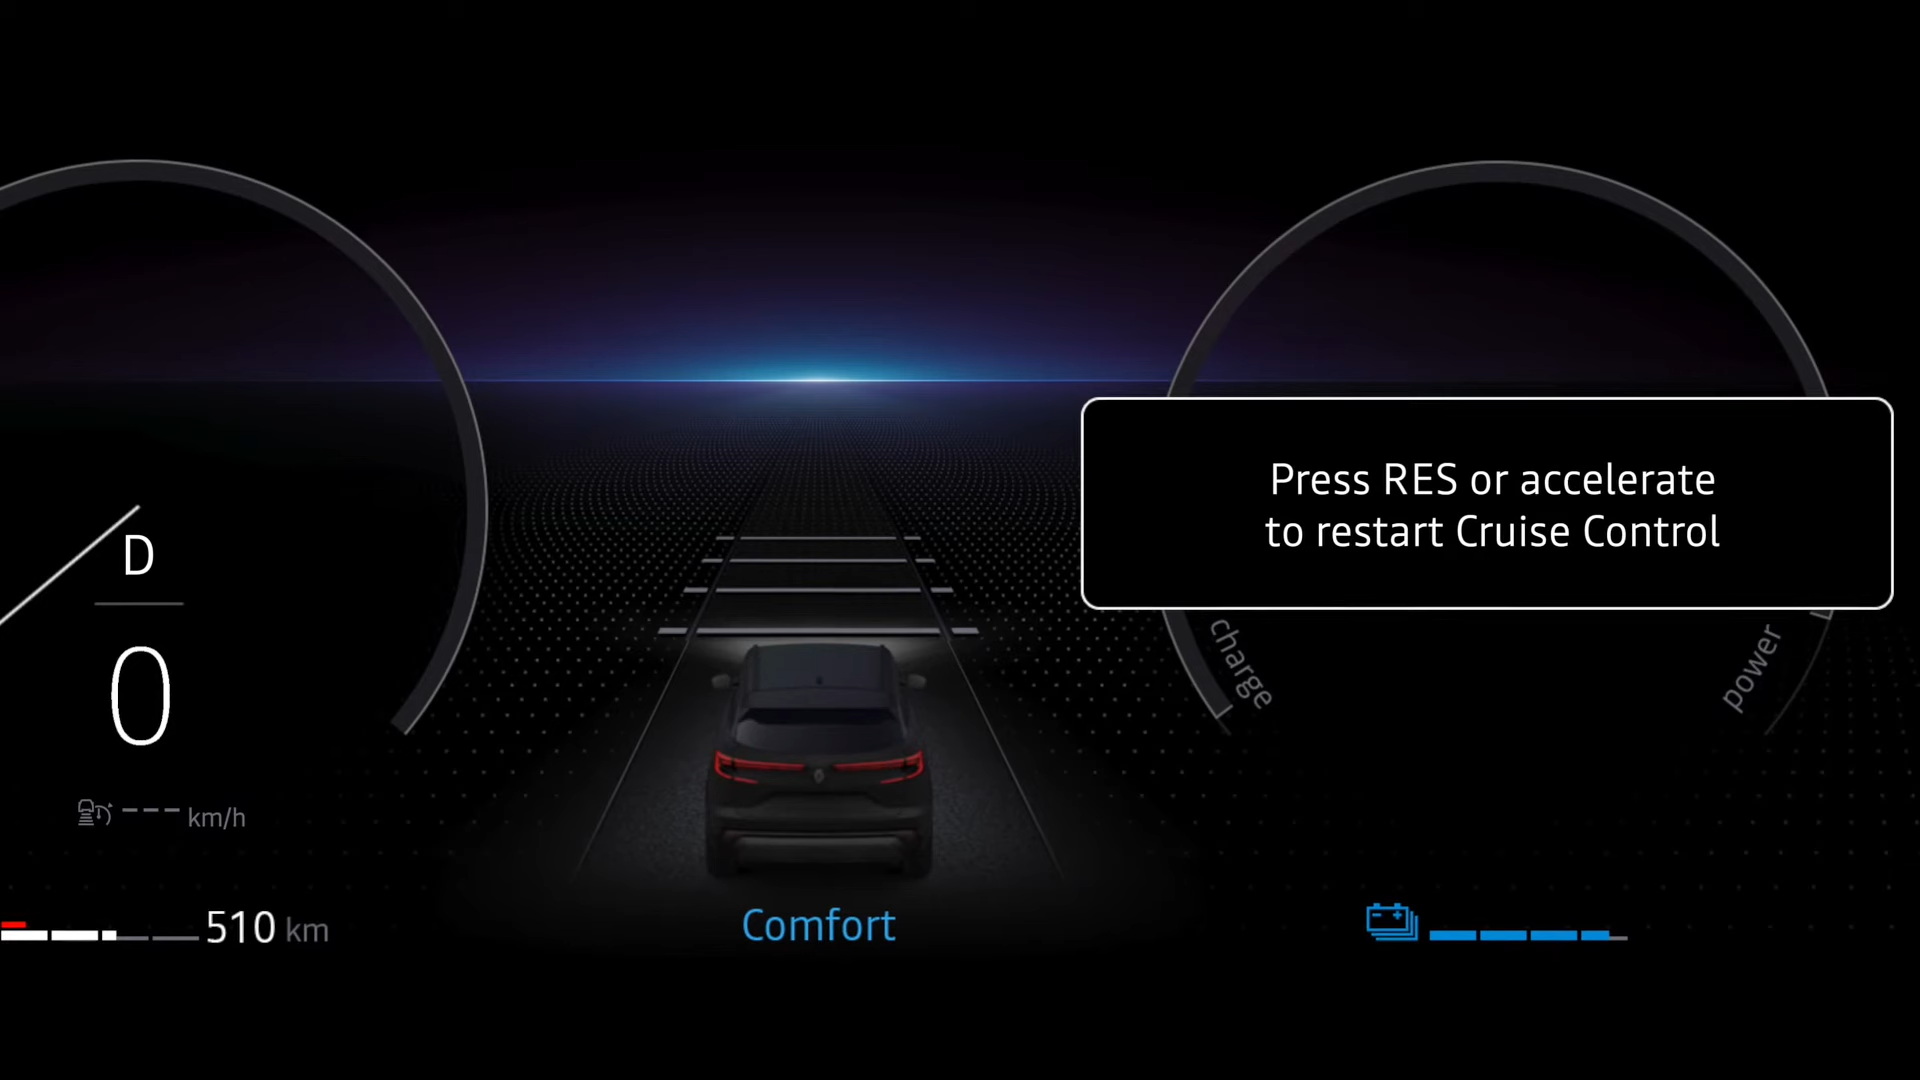 Press RES or accelerate
to restart Cruise Control
D
0
--- km/h
charge
power
510 km
Comfort